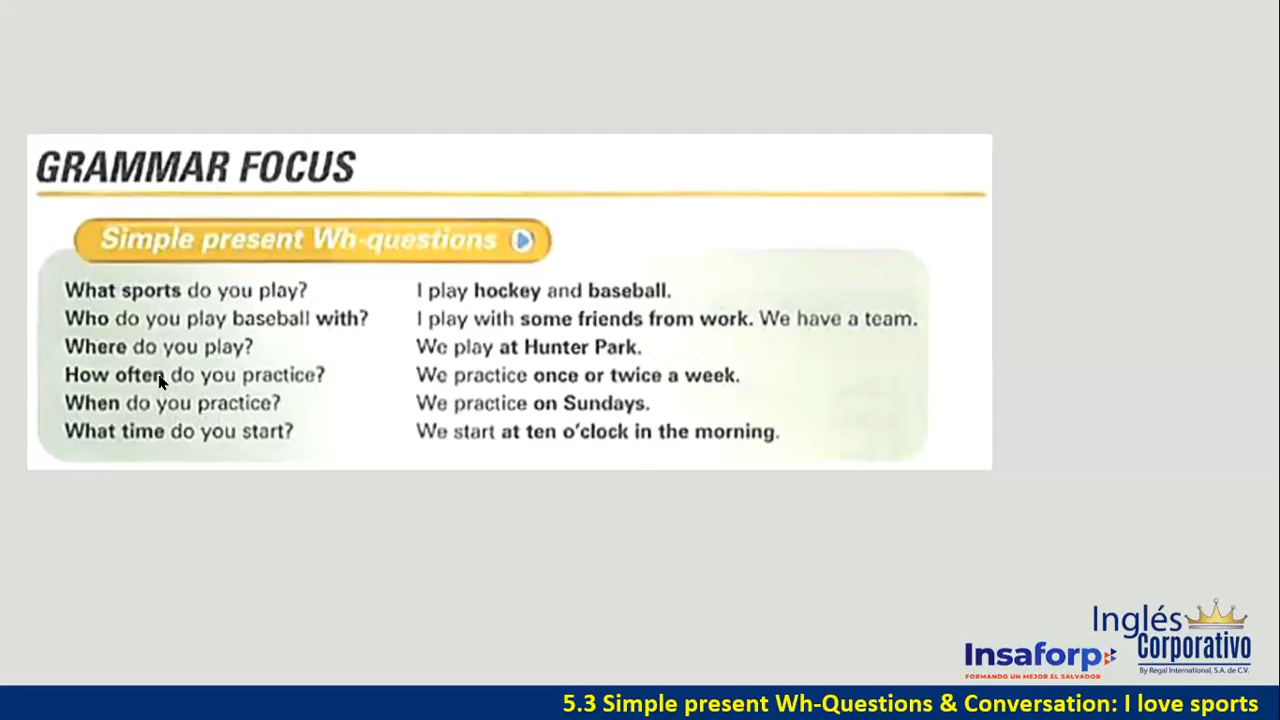 GRAMMAR FOCUS
Simple present Wh-questions
What sports do you play? I play hockey and baseball.
Who do you play baseball with? I play with some friends from work. We have a team.
Where do you play? We play at Hunter Park.
How often do you practice? We practice once or twice a week.
When do you practice? We practice on Sundays.
What time do you start? We start at ten o'clock in the morning.
Inglés
Corporativo
By Regal International, S.A. de C.V.
Insaforp
FORMANDO UN MEJOR EL SALVADOR
5.3 Simple present Wh-Questions & Conversation: I love sports